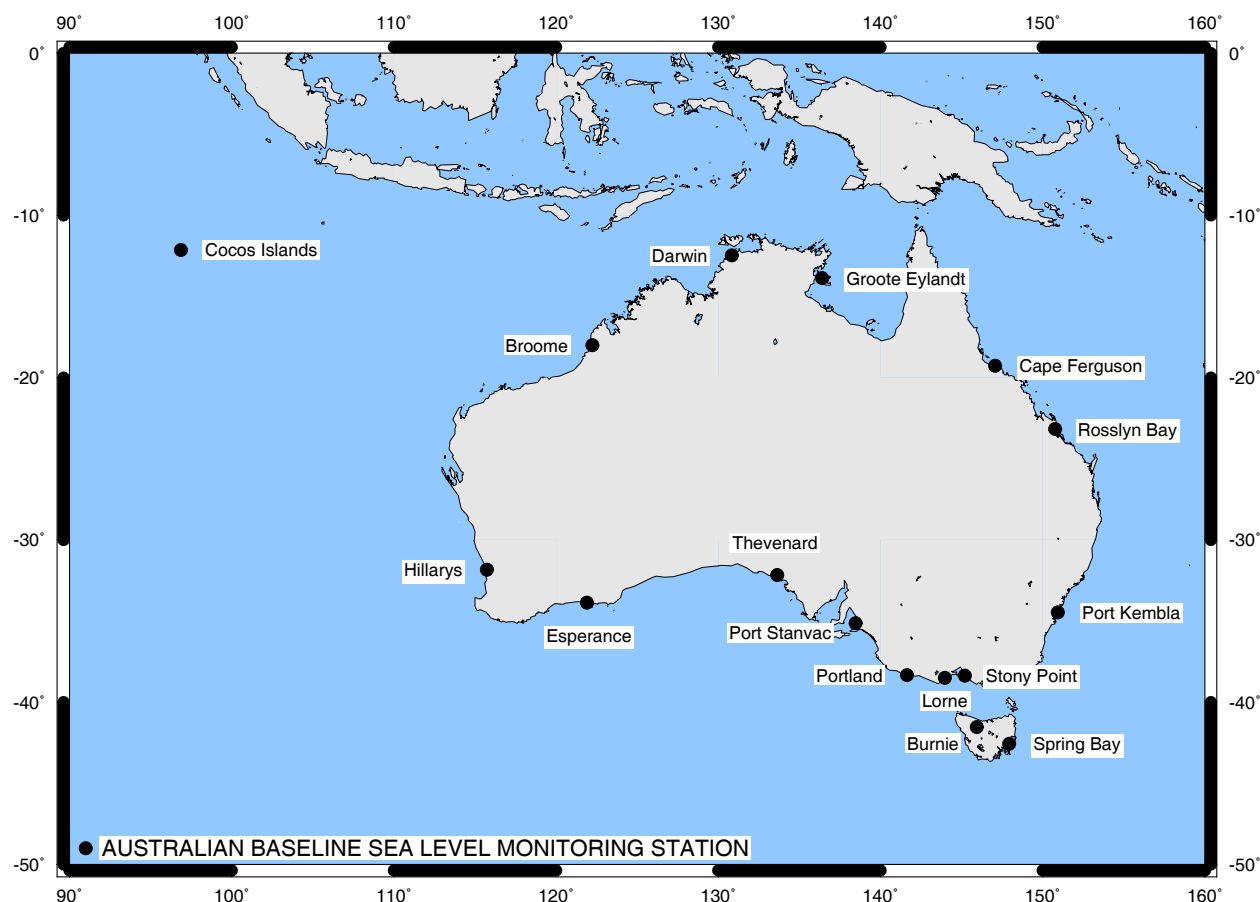 90° 100° 110° 120° 130° 140° 150° 160°
0° 0°
-10° -10°
Cocos Islands
Darwin
Groote Eylandt
Broome
Cape Ferguson
-20° -20°
Rosslyn Bay
-30° -30°
Thevenard
Hillarys
Port Kembla
Esperance
Port Stanvac
Portland
Stony Point
Lorne
-40° -40°
Burnie
Spring Bay
AUSTRALIAN BASELINE SEA LEVEL MONITORING STATION
-50° -50°
90° 100° 110° 120° 130° 140° 150° 160°